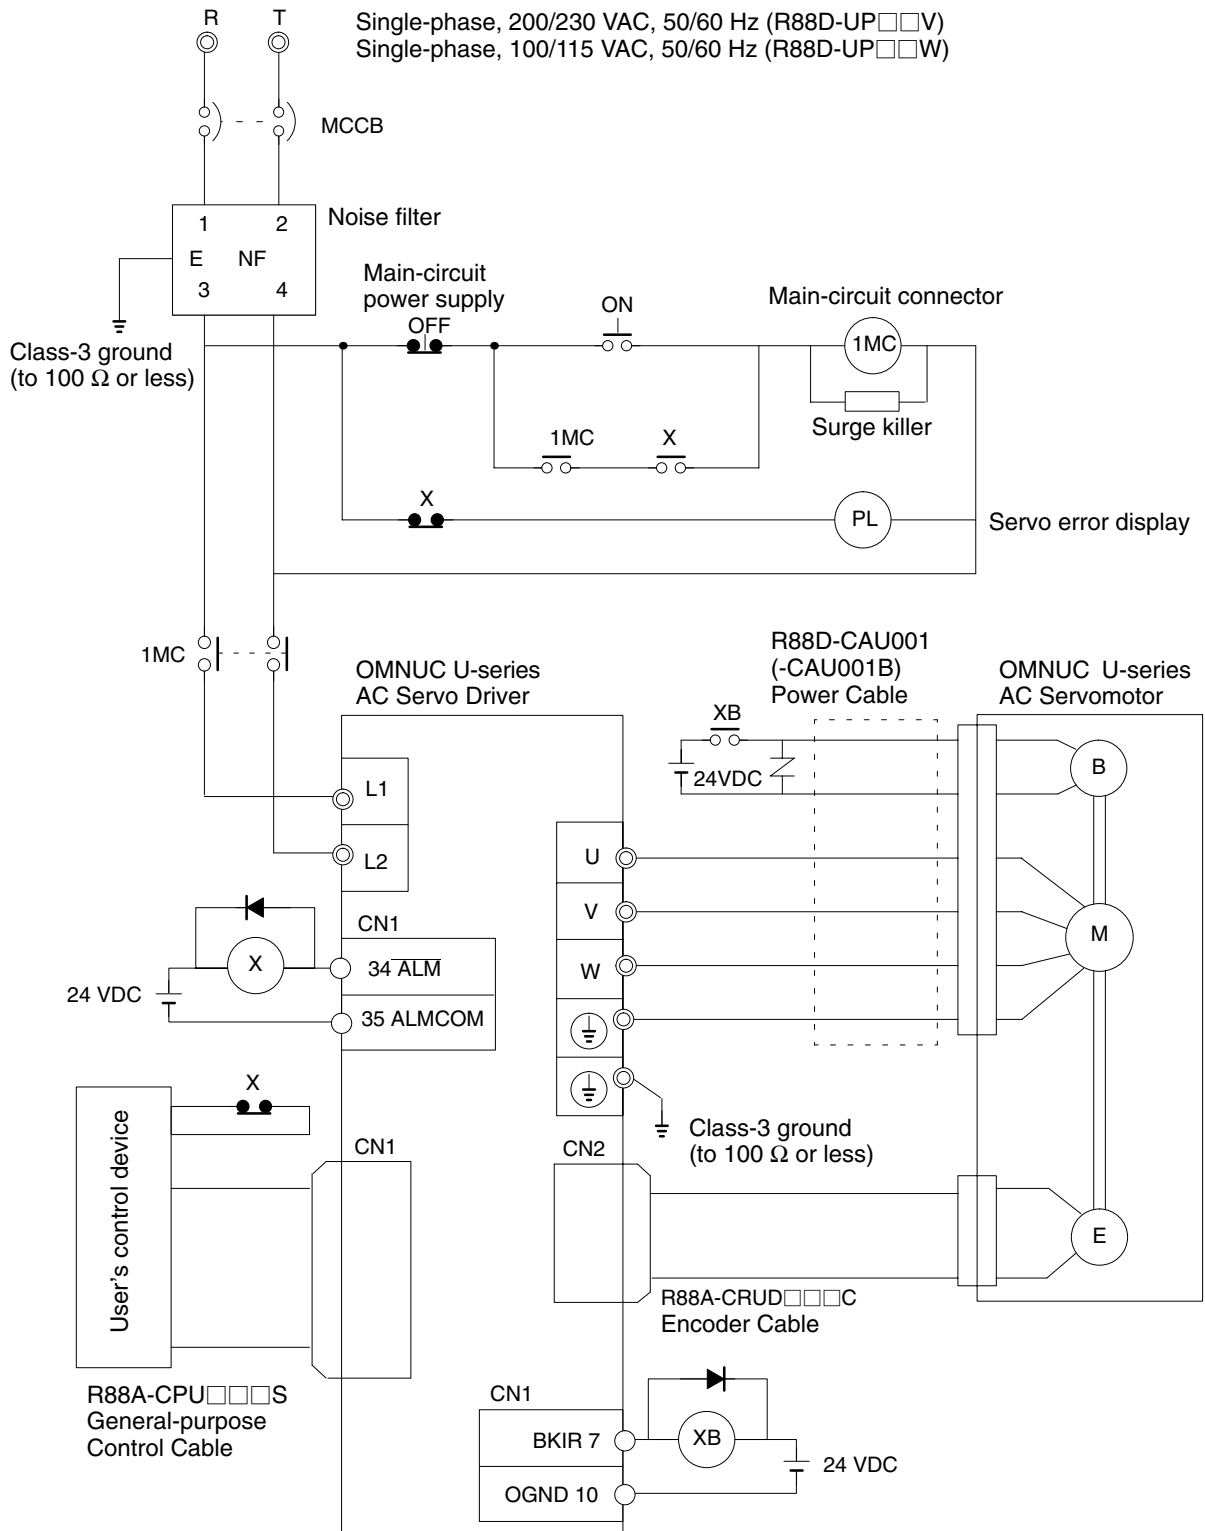 R T
Single-phase, 200/230 VAC, 50/60 Hz (R88D-UP□□V)
Single-phase, 100/115 VAC, 50/60 Hz (R88D-UP□□W)
MCCB
Noise filter
1 2
E NF
3 4
Class-3 ground
(to 100 Ω or less)
Main-circuit
power supply
OFF
ON
Main-circuit connector
1MC
Surge killer
1MC X
X
PL
Servo error display
1MC
OMNUC U-series
AC Servo Driver
R88D-CAU001
(-CAU001B)
Power Cable
OMNUC U-series
AC Servomotor
XB
24VDC
B
L1
L2
U
V
W
M
CN1
X
34 ALM
24 VDC
35 ALMCOM
X
User's control device
CN1
Class-3 ground
(to 100 Ω or less)
CN2
E
R88A-CRUD□□□C
Encoder Cable
R88A-CPU□□□S
General-purpose
Control Cable
CN1
BKIR 7
XB
24 VDC
OGND 10